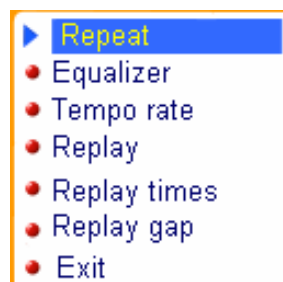 Repeat
Equalizer
Tempo rate
Replay
Replay times
Replay gap
Exit